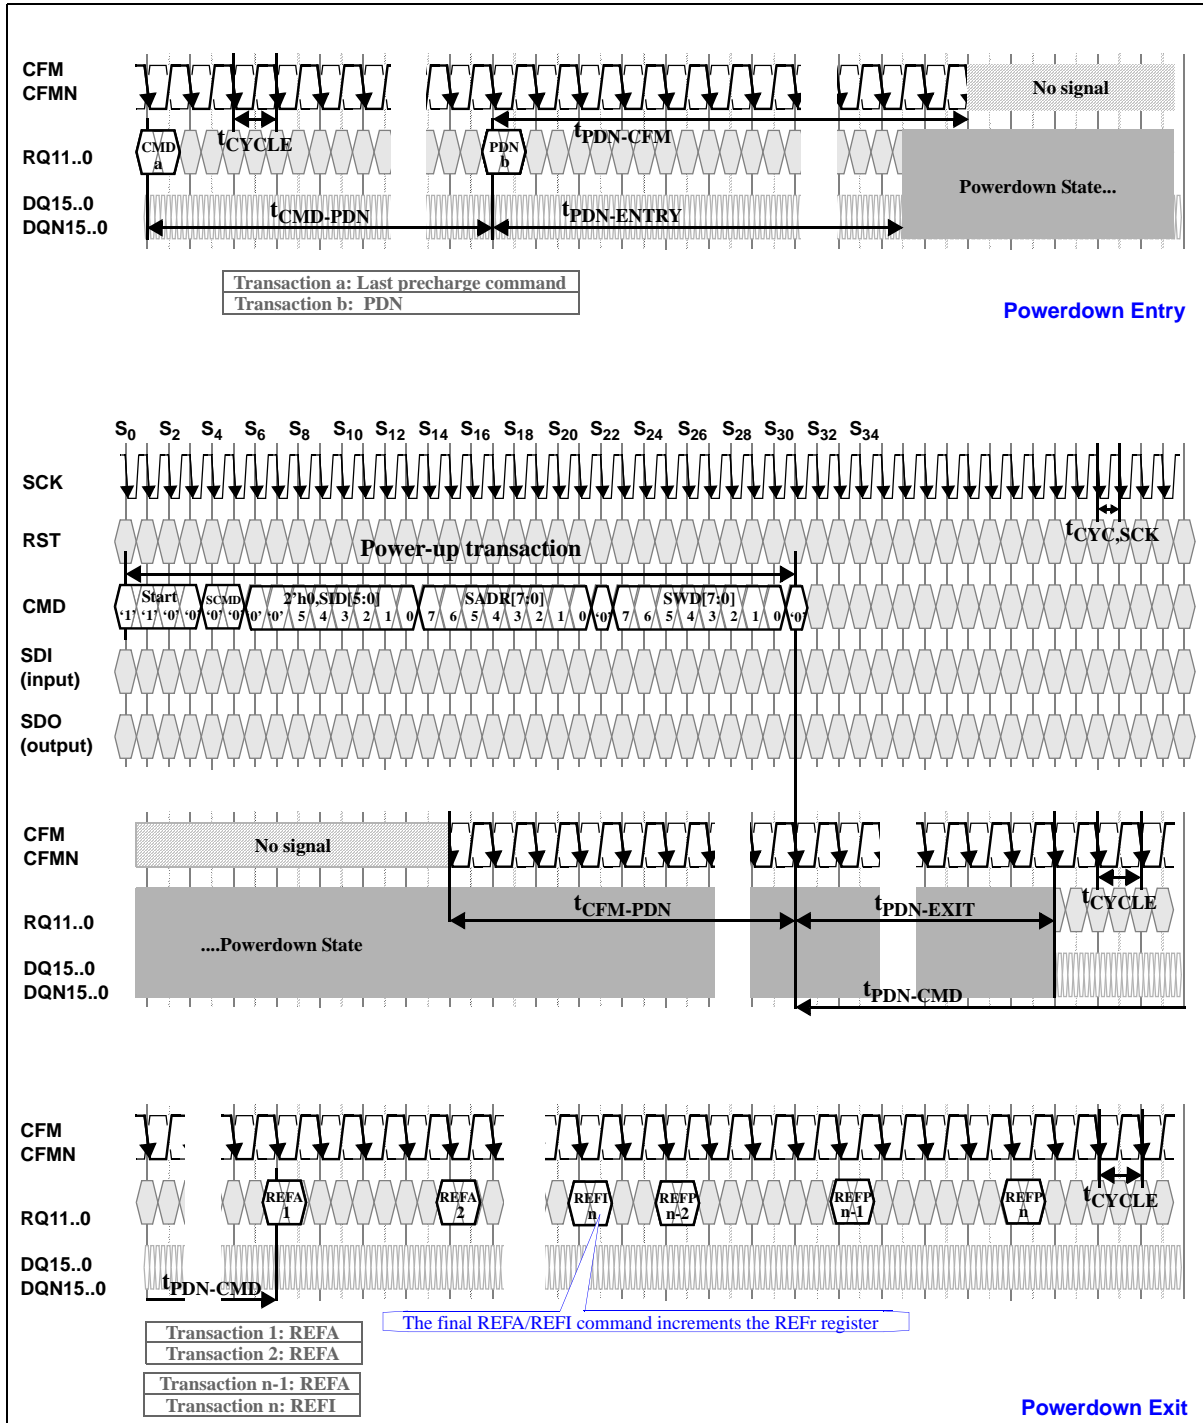 CFM
CFMN
No signal
tCYCLE
tPDN-CFM
RQ11..0
CMD
a
PDN
b
DQ15..0
DQN15..0
tCMD-PDN
tPDN-ENTRY
Powerdown State...
Transaction a: Last precharge command
Transaction b: PDN
Powerdown Entry
S0 S2 S4 S6 S8 S10 S12 S14 S16 S18 S20 S22 S24 S26 S28 S30 S32 S34
SCK
RST
Power-up transaction
tCYC,SCK
CMD
Start SCMD 2'h0,SID[5:0] SADR[7:0] SWD[7:0]
‘1’ ‘1’ ‘0’ ‘0’ ‘0’ ‘0’ 0’ ‘0’ 5 4 3 2 1 0 7 6 5 4 3 2 1 0 ‘0’ 7 6 5 4 3 2 1 0 ‘0’
SDI
(input)
SDO
(output)
CFM
CFMN
No signal
RQ11..0
tCFM-PDN
tPDN-EXIT
tCYCLE
....Powerdown State
DQ15..0
DQN15..0
tPDN-CMD
CFM
CFMN
RQ11..0
REFA
1
REFA
2
REFI
n
REFP
n-2
REFP
n-1
REFP
n
tCYCLE
DQ15..0
DQN15..0
tPDN-CMD
The final REFA/REFI command increments the REFr register
Transaction 1: REFA
Transaction 2: REFA
Transaction n-1: REFA
Transaction n: REFI
Powerdown Exit